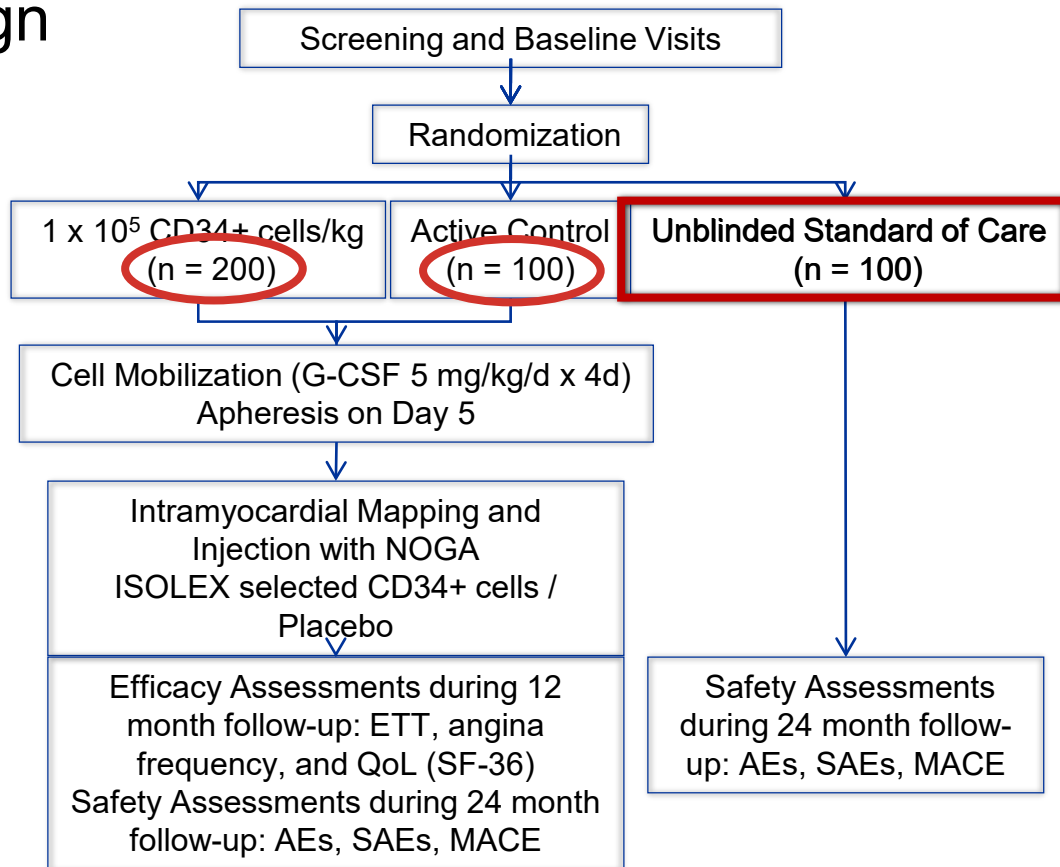 gn
Screening and Baseline Visits
Randomization
1 x 10⁵ CD34+ cells/kg
(n = 200)
Active Control
(n = 100)
Unblinded Standard of Care
(n = 100)
Cell Mobilization (G-CSF 5 mg/kg/d x 4d)
Apheresis on Day 5
Intramyocardial Mapping and
Injection with NOGA
ISOLEX selected CD34+ cells /
Placebo
Efficacy Assessments during 12
month follow-up: ETT, angina
frequency, and QoL (SF-36)
Safety Assessments during 24 month
follow-up: AEs, SAEs, MACE
Safety Assessments
during 24 month follow-
up: AEs, SAEs, MACE